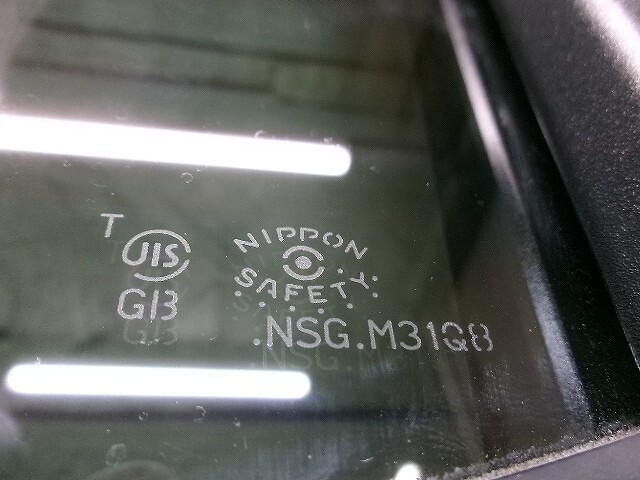 T
JIS
G13
NIPPON
SAFETY
.NSG.M31Q8